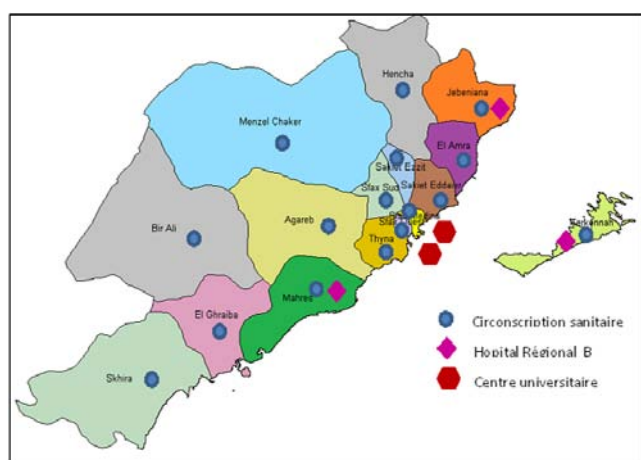 Hencha
Jebeniana
Menzel Chaker
El Amra
Sakiet Ezzit
Sfax Sud
Sakiet Eddaier
Kerkennah
Agareb
Bir Ali
Thyna
Mahres
El Ghraiba
Skhira
Circonscription sanitaire
Hopital Régional B
Centre universitaire